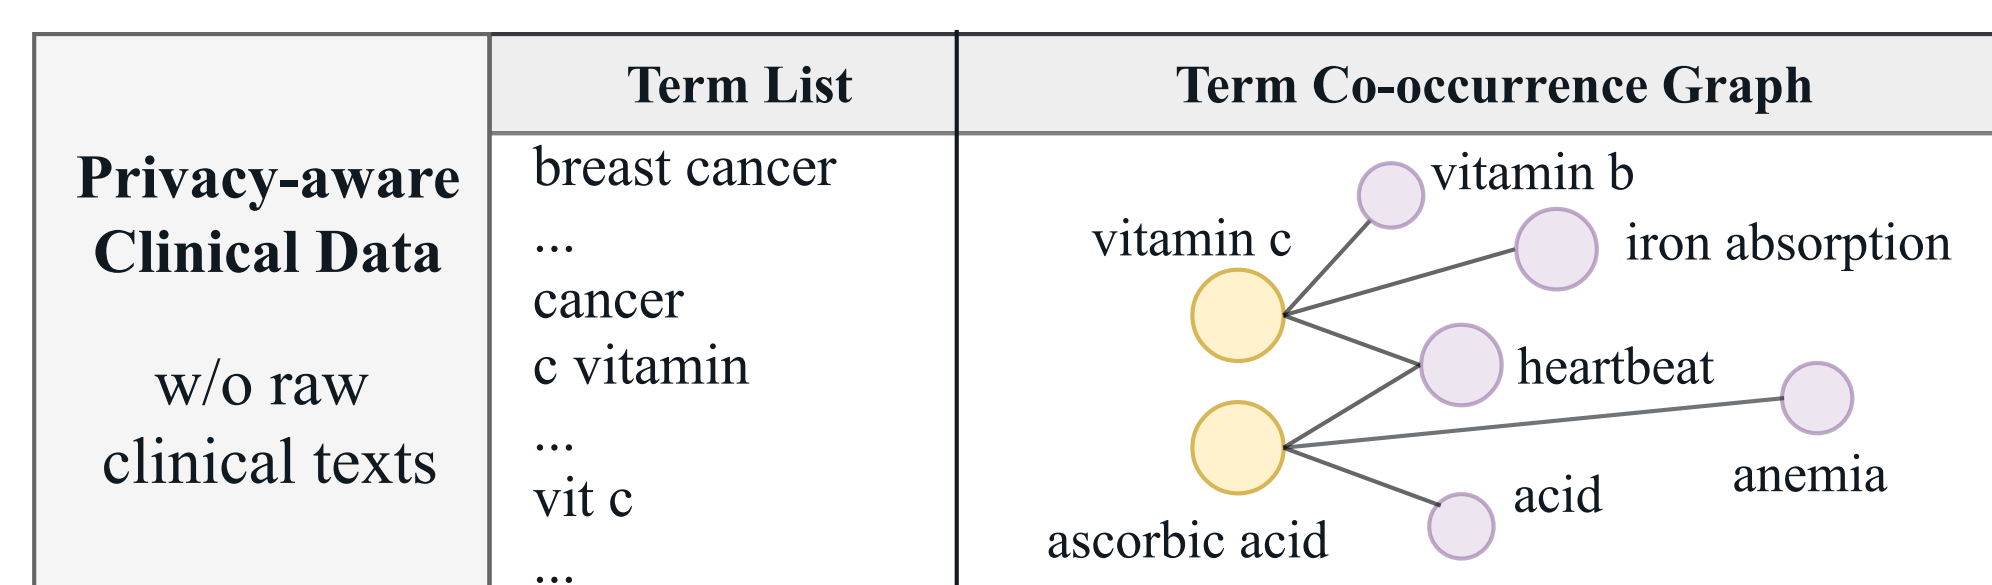 Privacy-aware
Clinical Data
w/o raw
clinical texts
Term List
breast cancer
...
cancer
c vitamin
...
vit c
...
Term Co-occurrence Graph
vitamin b
vitamin c
iron absorption
heartbeat
anemia
acid
ascorbic acid